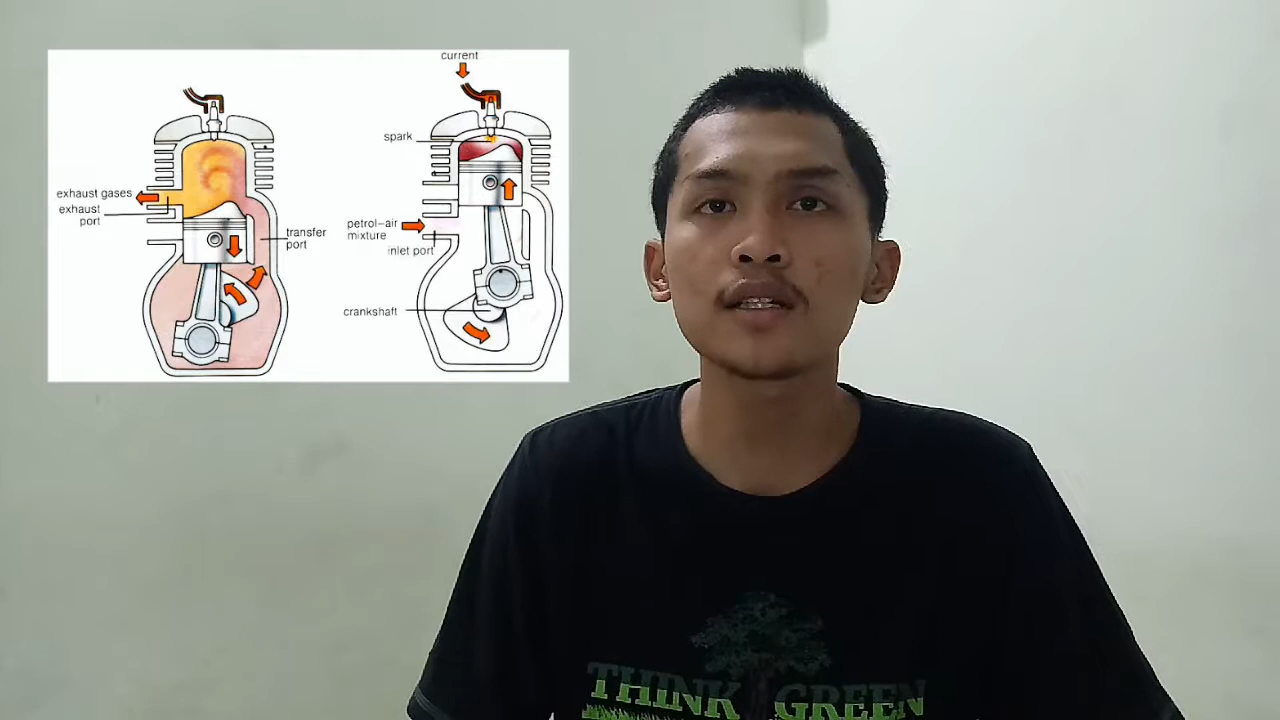 exhaust gases
exhaust
port
transfer
port
current
spark
petrol-air
mixture
inlet port
crankshaft
THINK GREEN